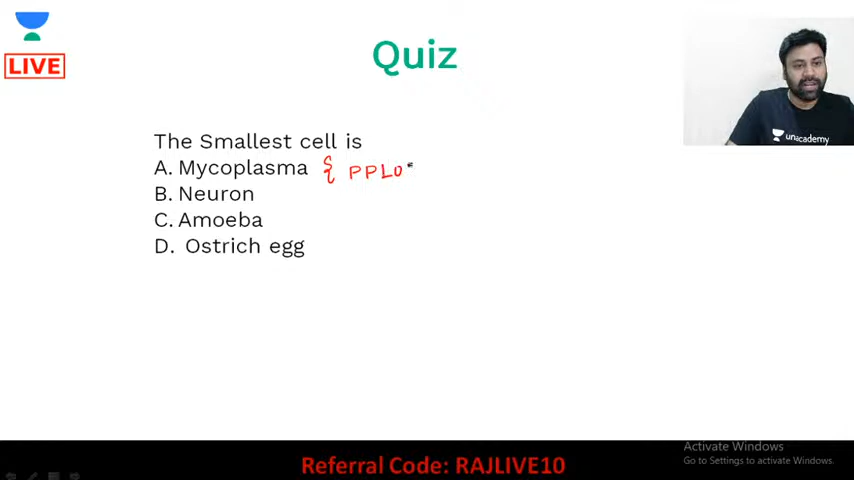 LIVE
Quiz
unacademy
The Smallest cell is
A. Mycoplasma { PPLO
B. Neuron
C. Amoeba
D. Ostrich egg
Activate Windows
Go to Settings to activate Windows.
Referral Code: RAJLIVE10